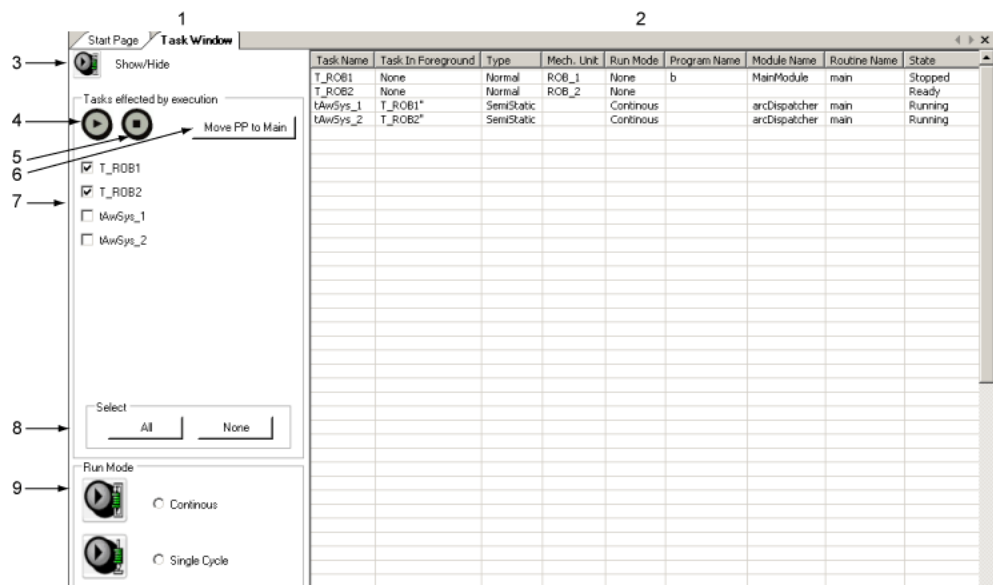 1 2
Start Page Task Window
3 Show/Hide
Task Name Task In Foreground Type Mech. Unit Run Mode Program Name Module Name Routine Name State
T_ROB1 None Normal ROB_1 None b MainModule main Stopped
T_ROB2 None Normal ROB_2 None Ready
tAwSys_1 T_ROB1" SemiStatic Continous arcDispatcher main Running
tAwSys_2 T_ROB2" SemiStatic Continous arcDispatcher main Running
Tasks effected by execution
4
Move PP to Main
5
6
T_ROB1
T_ROB2
7
tAwSys_1
tAwSys_2
Select
8 All None
Run Mode
9
Continous
Single Cycle